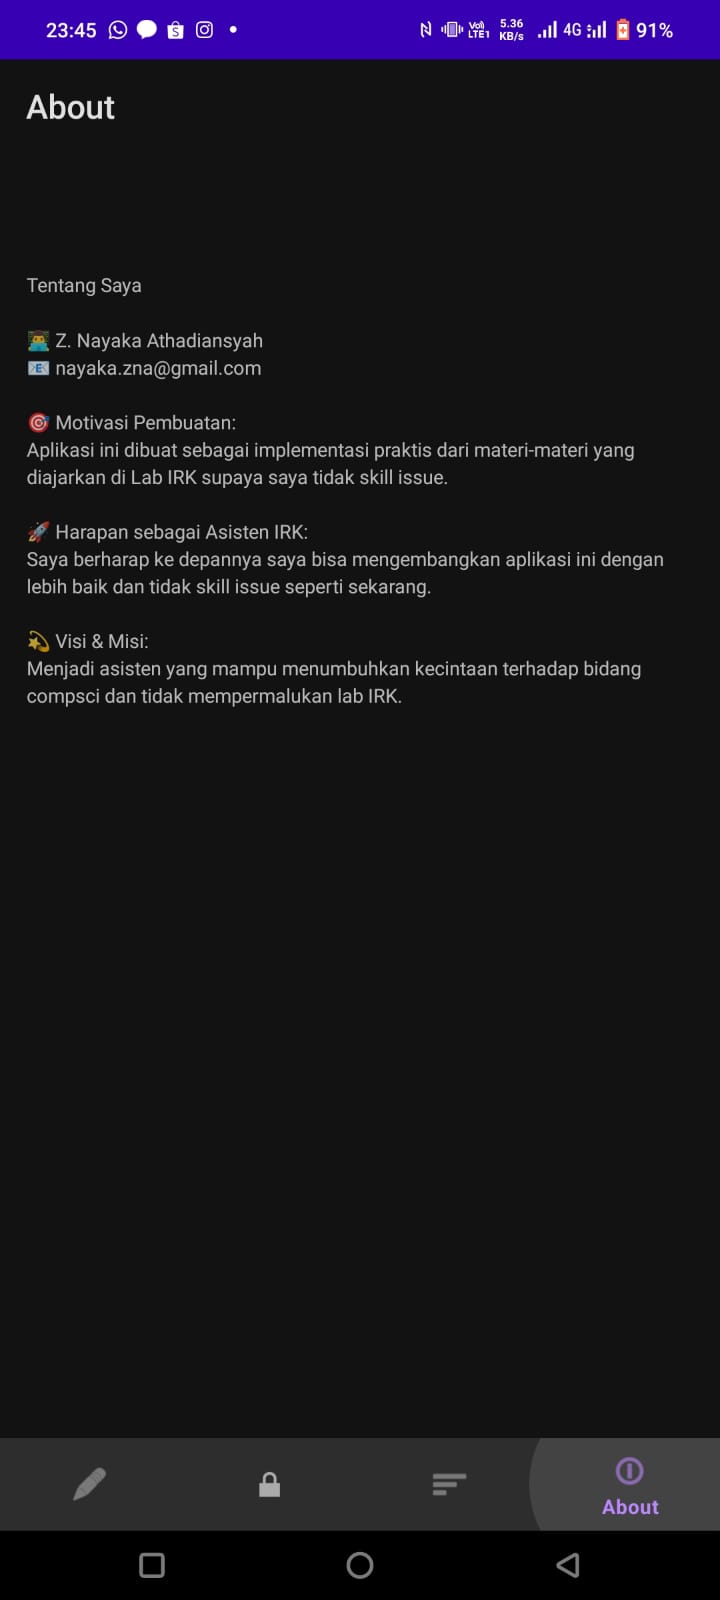 23:45
Vo)
LTE1
5.36
KB/s
4G
91%
About
Tentang Saya
Z. Nayaka Athadiansyah
nayaka.zna@gmail.com
Motivasi Pembuatan:
Aplikasi ini dibuat sebagai implementasi praktis dari materi-materi yang
diajarkan di Lab IRK supaya saya tidak skill issue.
Harapan sebagai Asisten IRK:
Saya berharap ke depannya saya bisa mengembangkan aplikasi ini dengan
lebih baik dan tidak skill issue seperti sekarang.
Visi & Misi:
Menjadi asisten yang mampu menumbuhkan kecintaan terhadap bidang
compsci dan tidak mempermalukan lab IRK.
About